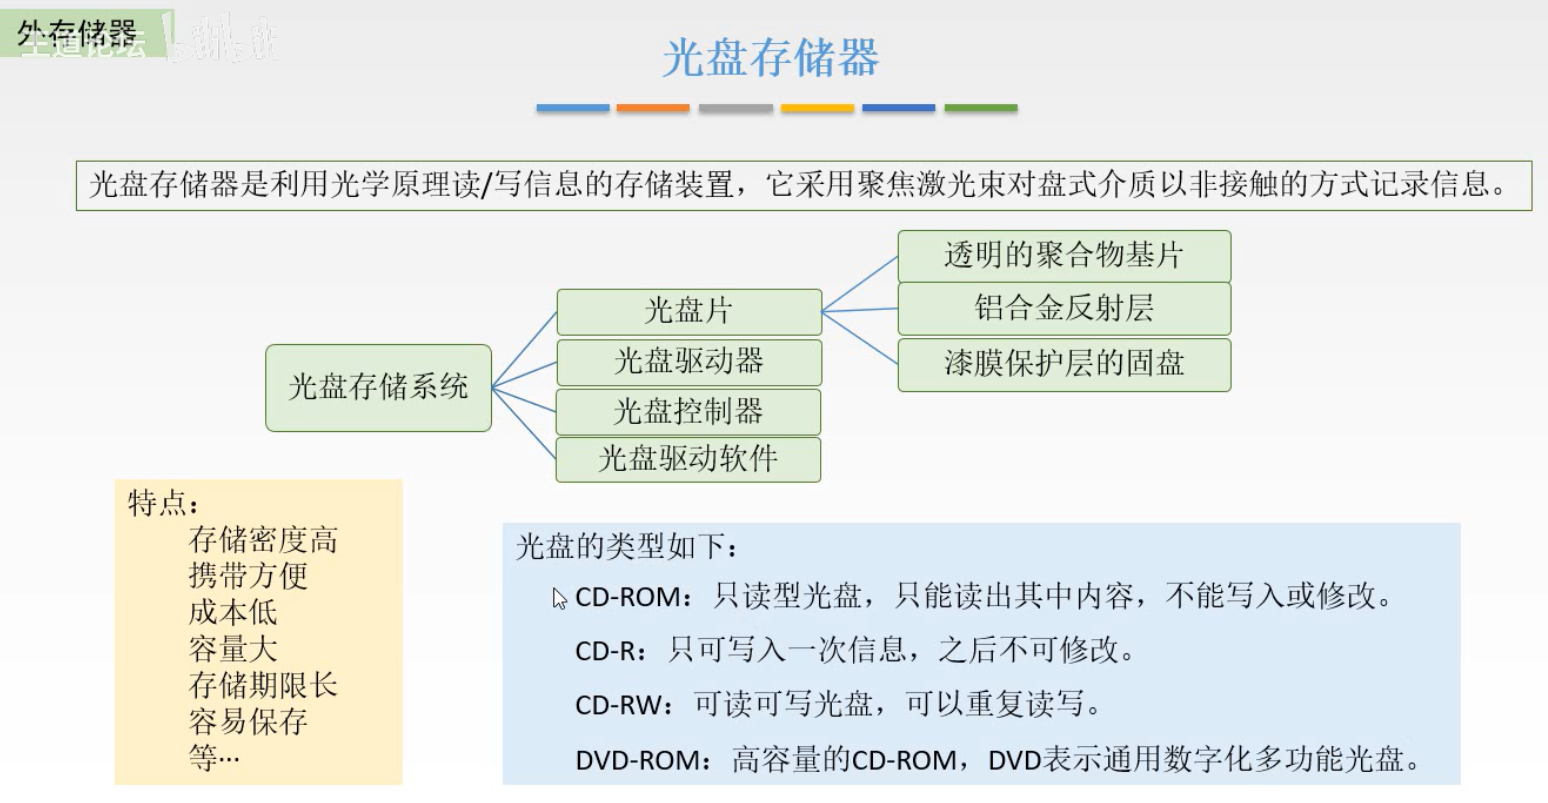 外存储器
王道论坛
bilibili
光盘存储器
光盘存储器是利用光学原理读/写信息的存储装置，它采用聚焦激光束对盘式介质以非接触的方式记录信息。
光盘存储系统
光盘片
光盘驱动器
光盘控制器
光盘驱动软件
透明的聚合物基片
铝合金反射层
漆膜保护层的固盘
特点：
存储密度高
携带方便
成本低
容量大
存储期限长
容易保存
等…
光盘的类型如下：
CD-ROM：只读型光盘，只能读出其中内容，不能写入或修改。
CD-R：只可写入一次信息，之后不可修改。
CD-RW：可读可写光盘，可以重复读写。
DVD-ROM：高容量的CD-ROM，DVD表示通用数字化多功能光盘。